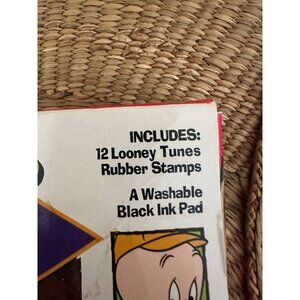 INCLUDES:
12 Looney Tunes
Rubber Stamps
A Washable
Black Ink Pad